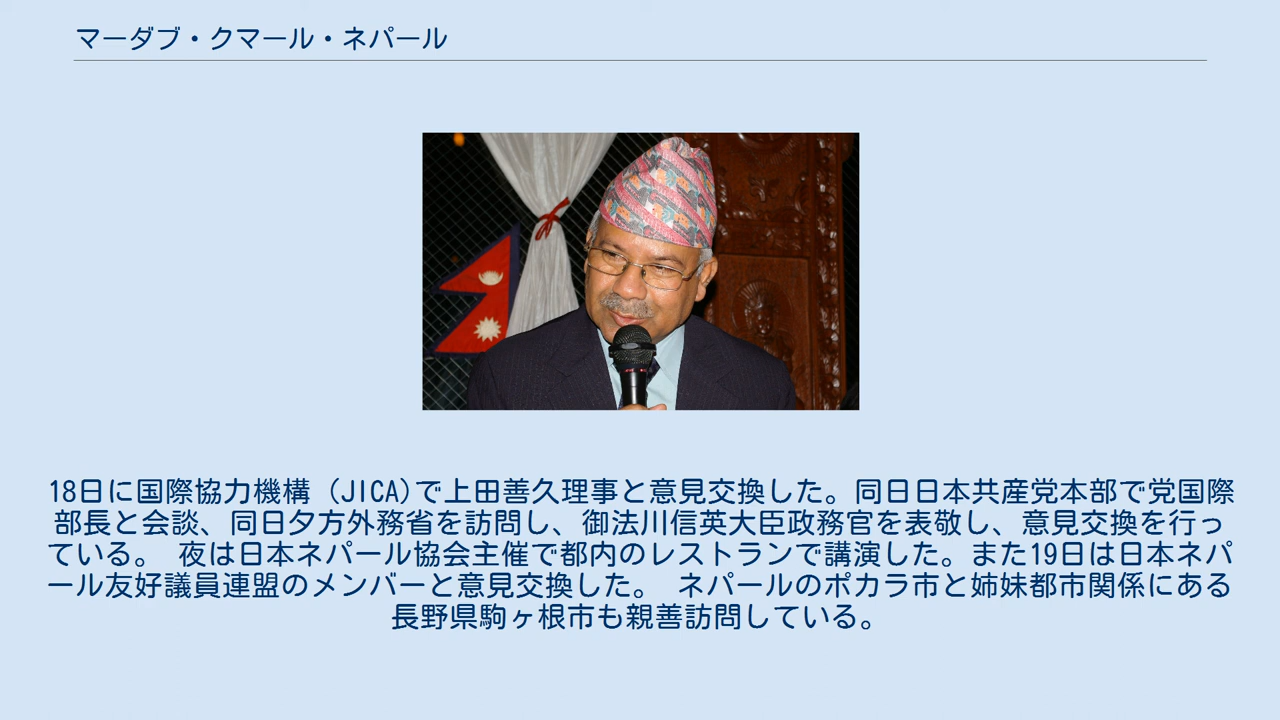 マーダブ・クマール・ネパール
18日に国際協力機構（JICA)で上田善久理事と意見交換した。同日日本共産党本部で党国際
部長と会談、同日夕方外務省を訪問し、御法川信英大臣政務官を表敬し、意見交換を行っ
ている。 夜は日本ネパール協会主催で都内のレストランで講演した。また19日は日本ネパ
ール友好議員連盟のメンバーと意見交換した。 ネパールのポカラ市と姉妹都市関係にある
長野県駒ヶ根市も親善訪問している。